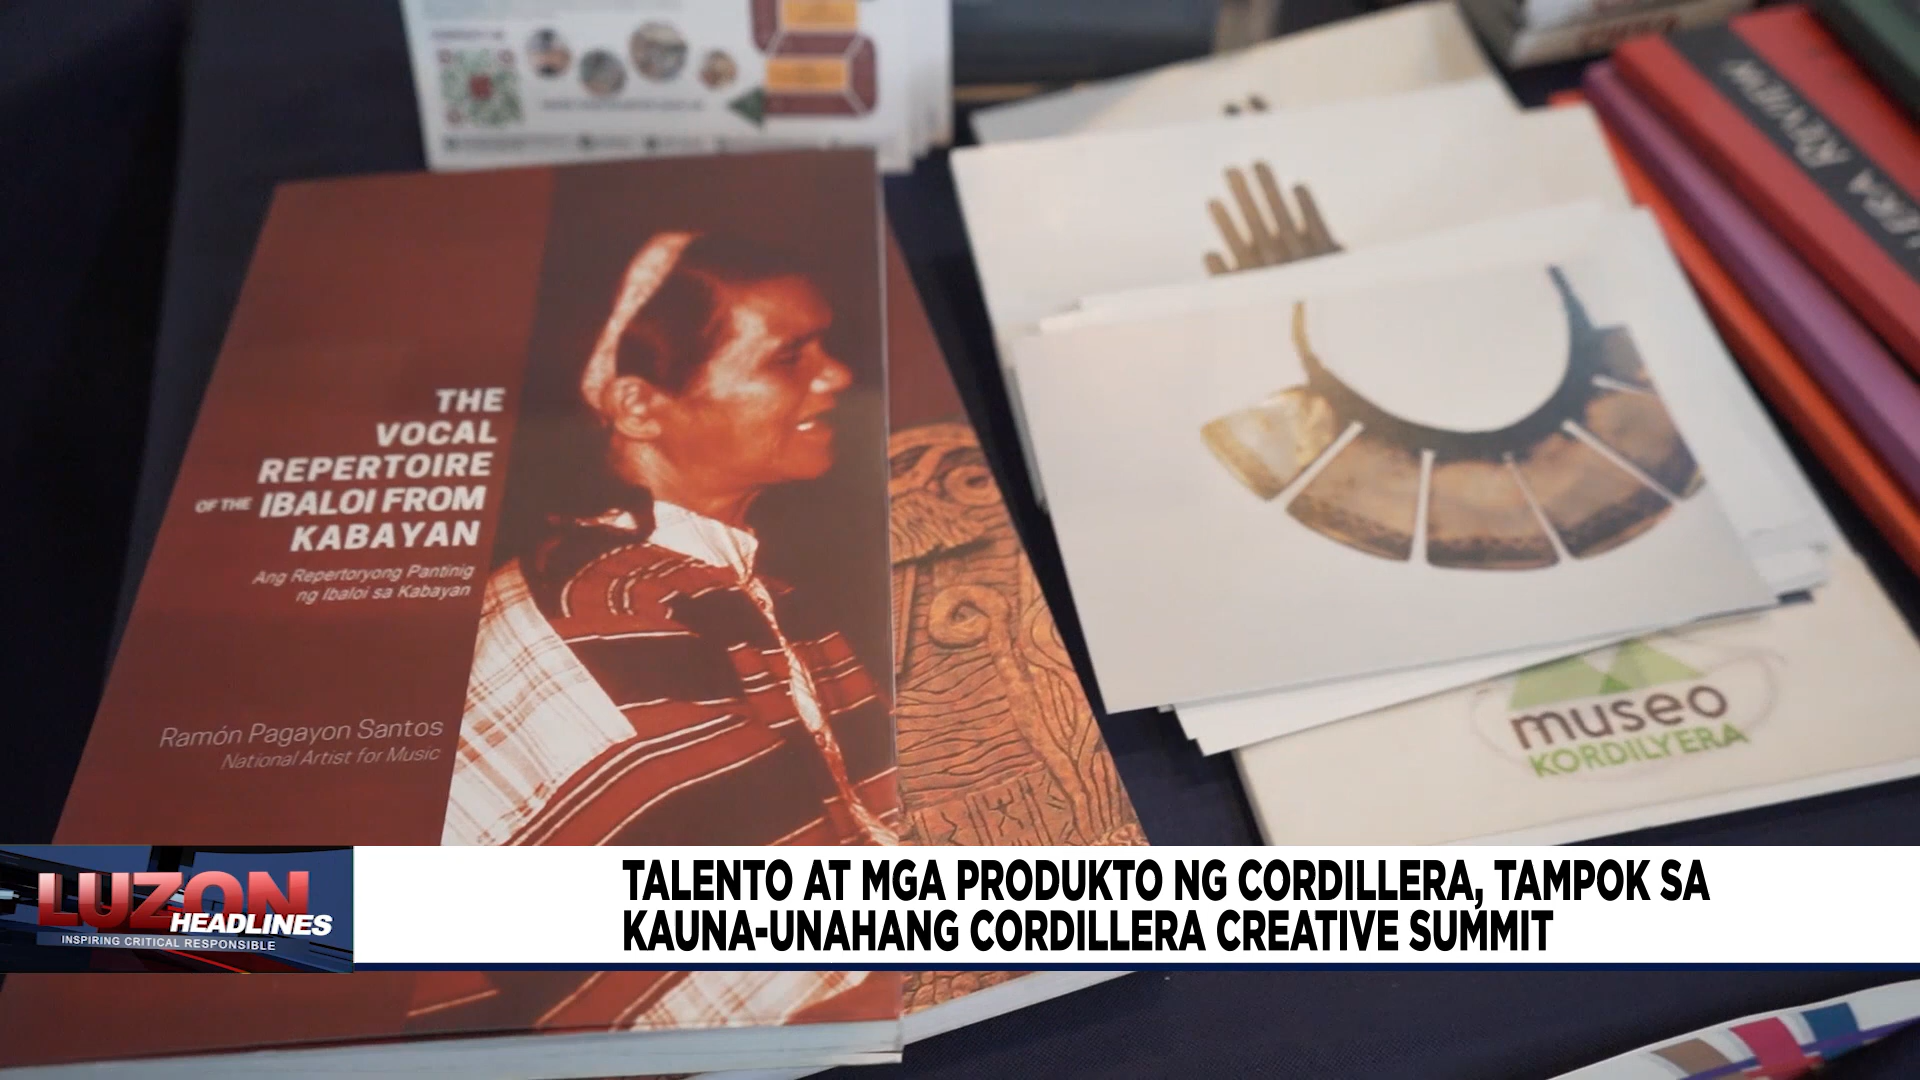 THE
VOCAL
REPERTOIRE
OF THE IBALOI FROM
KABAYAN
Ang Repertoryong Pantinig
ng Ibaloi sa Kabayan
Ramón Pagayon Santos
National Artist for Music
museo
KORDILYERA
REVIEW
LUZON
HEADLINES
INSPIRING CRITICAL RESPONSIBLE
TALENTO AT MGA PRODUKTO NG CORDILLERA, TAMPOK SA
KAUNA-UNAHANG CORDILLERA CREATIVE SUMMIT